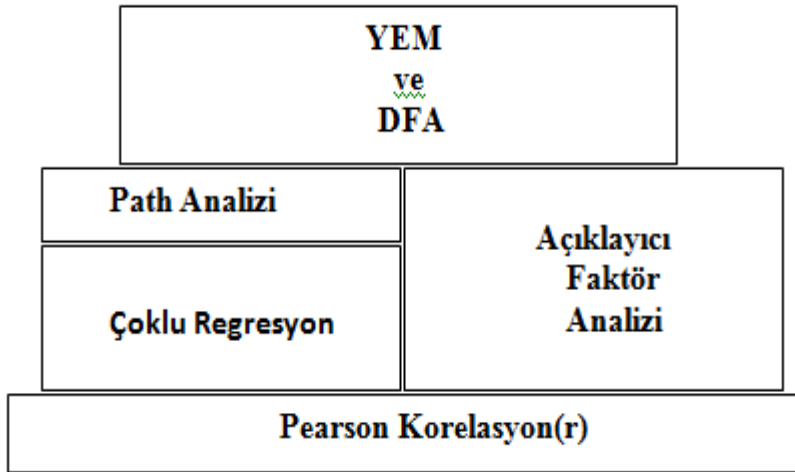 YEM
ve
DFA
Path Analizi
Açıklayıcı
Faktör
Analizi
Çoklu Regresyon
Pearson Korelasyon(r)